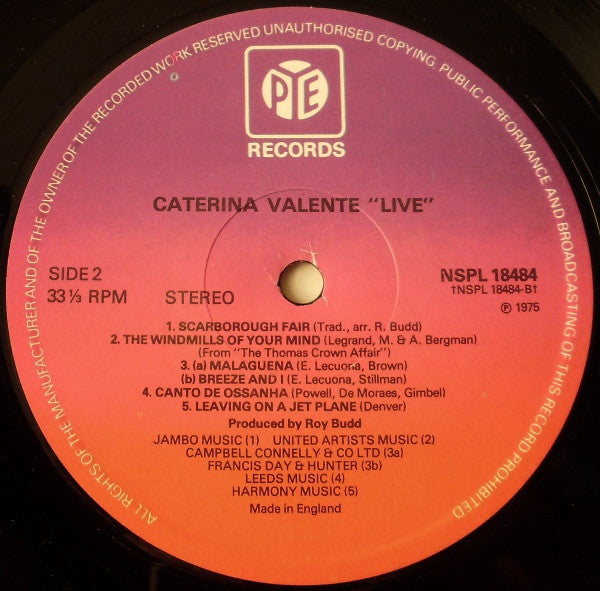 ALL RIGHTS OF THE MANUFACTURER AND OF THE OWNER OF THE RECORDED WORK RESERVED UNAUTHORISED COPYING, PUBLIC PERFORMANCE AND BROADCASTING OF THIS RECORD PROHIBITED
PYE
RECORDS
CATERINA VALENTE "LIVE"
SIDE 2
33⅓ RPM
STEREO
NSPL 18484
†NSPL 18484-B†
℗ 1975
1. SCARBOROUGH FAIR (Trad., arr. R. Budd)
2. THE WINDMILLS OF YOUR MIND (Legrand, M. & A. Bergman)
(From "The Thomas Crown Affair")
3. (a) MALAGUENA (E. Lecuona, Brown)
(b) BREEZE AND I (E. Lecuona, Stillman)
4. CANTO DE OSSANHA (Powell, De Moraes, Gimbel)
5. LEAVING ON A JET PLANE (Denver)
Produced by Roy Budd
JAMBO MUSIC (1) UNITED ARTISTS MUSIC (2)
CAMPBELL CONNELLY & CO LTD (3a)
FRANCIS DAY & HUNTER (3b)
LEEDS MUSIC (4)
HARMONY MUSIC (5)
Made in England